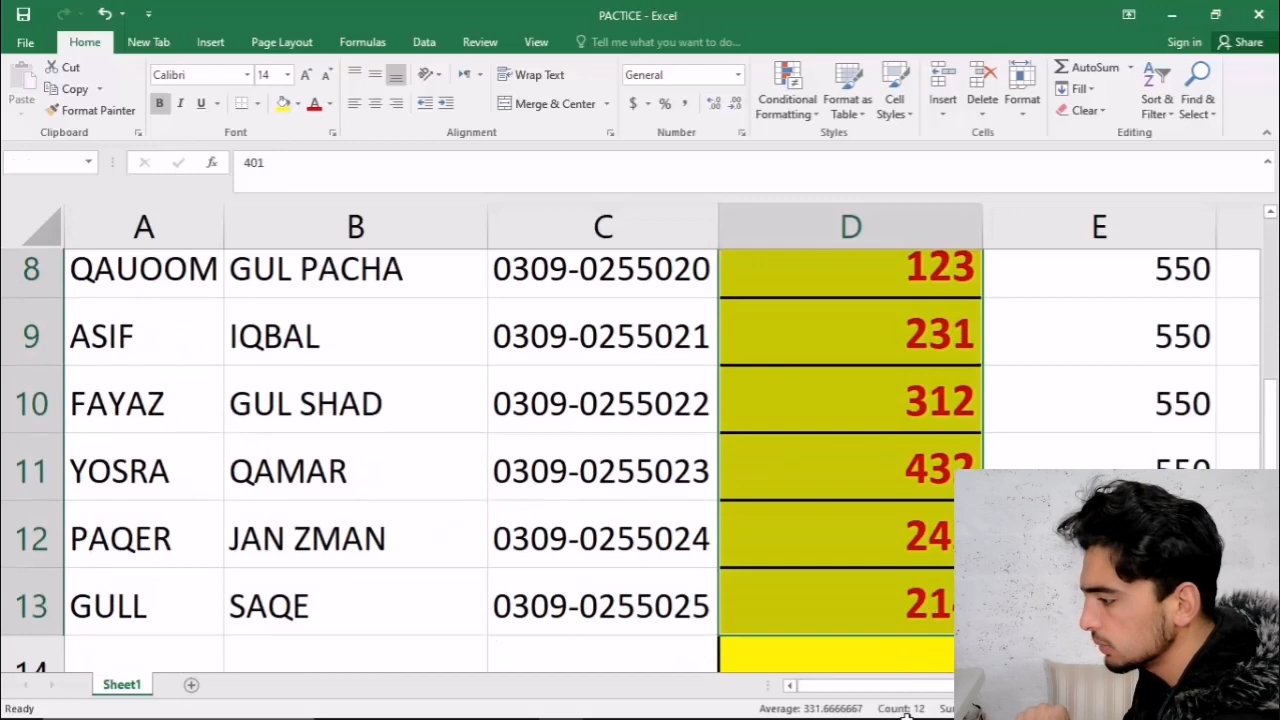 PACTICE - Excel
File Home New Tab Insert Page Layout Formulas Data Review View Tell me what you want to do... Sign in Share
Paste
Cut
Copy
Format Painter
Clipboard
Calibri 14
B I U
Font
Wrap Text
Merge & Center
Alignment
General
$ % ,
Number
Conditional Formatting
Format as Table
Cell Styles
Styles
Insert Delete Format
Cells
AutoSum
Fill
Clear
Sort & Filter
Find & Select
Editing
fx 401
A B C D E
8 QAUOOM GUL PACHA 0309-0255020 123 550
9 ASIF IQBAL 0309-0255021 231 550
10 FAYAZ GUL SHAD 0309-0255022 312 550
11 YOSRA QAMAR 0309-0255023 432 550
12 PAQER JAN ZMAN 0309-0255024 24
13 GULL SAQE 0309-0255025 214
14
Sheet1
Ready Average: 331.6666667 Count: 12